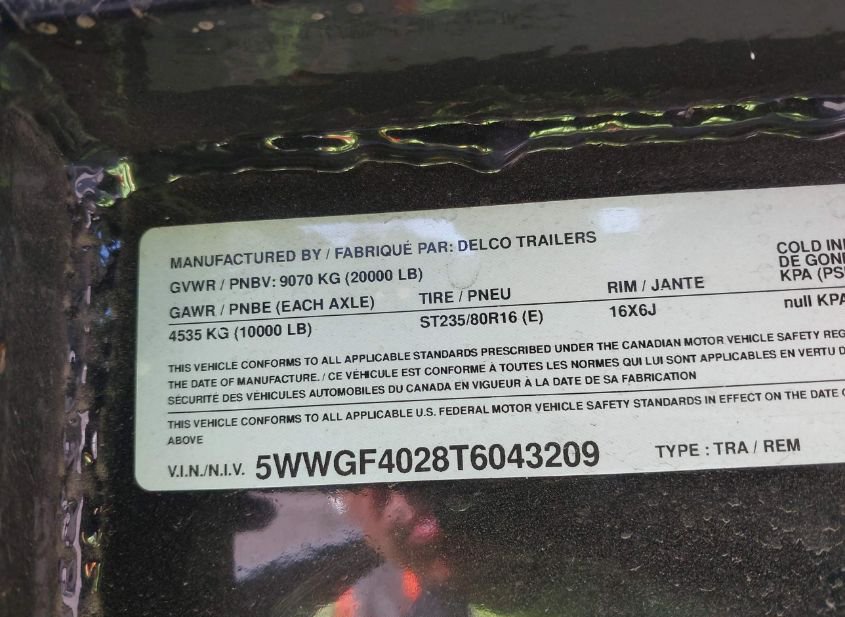 MANUFACTURED BY / FABRIQUÉ PAR: DELCO TRAILERS
GVWR / PNBV: 9070 KG (20000 LB)
COLD
DE
KPA
GAWR / PNBE (EACH AXLE) TIRE / PNEU RIM / JANTE
4535 KG (10000 LB) ST235/80R16 (E) 16X6J null KPA
THIS VEHICLE CONFORMS TO ALL APPLICABLE STANDARDS PRESCRIBED UNDER THE CANADIAN MOTOR VEHICLE SAFETY
THE DATE OF MANUFACTURE. / CE VÉHICULE EST CONFORME À TOUTES LES NORMES QUI LUI SONT APPLICABLES EN VERTU
SÉCURITÉ DES VÉHICULES AUTOMOBILES DU CANADA EN VIGUEUR À LA DATE DE SA FABRICATION
THIS VEHICLE CONFORMS TO ALL APPLICABLE U.S. FEDERAL MOTOR VEHICLE SAFETY STANDARDS IN EFFECT ON THE DATE
ABOVE
V.I.N./N.I.V. 5WWGF4028T6043209 TYPE : TRA / REM